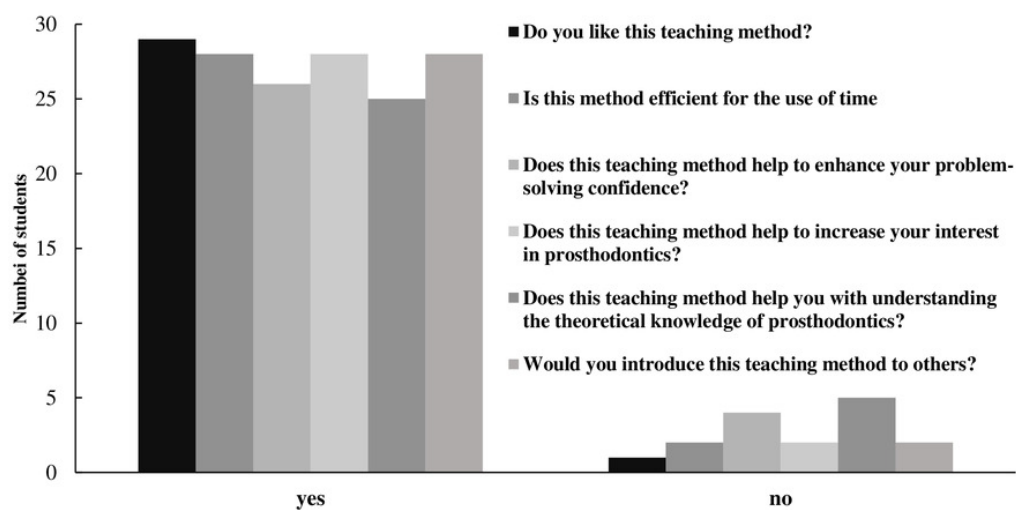 30
25
20
15
10
5
0
Numbei of students
yes
no
Do you like this teaching method?
Is this method efficient for the use of time
Does this teaching method help to enhance your problem-
solving confidence?
Does this teaching method help to increase your interest
in prosthodontics?
Does this teaching method help you with understanding
the theoretical knowledge of prosthodontics?
Would you introduce this teaching method to others?